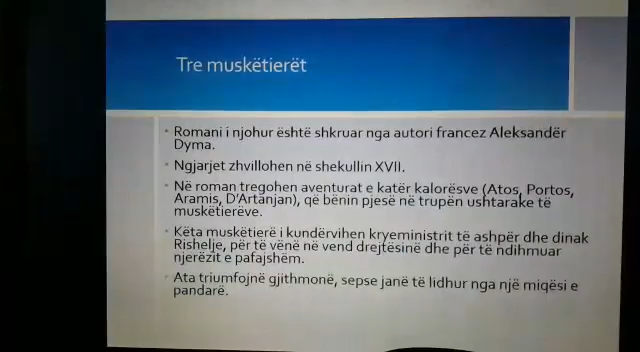 Tre muskëtierët
Romani i njohur është shkruar nga autori francez Aleksandër
Dyma.
Ngjarjet zhvillohen në shekullin XVII.
Në roman tregohen aventurat e katër kalorësve (Atos, Portos,
Aramis, D'Artanjan), që bënin pjesë në trupën ushtarake të
muskëtierëve.
Këta muskëtierë i kundërvihen kryeministrit të ashpër dhe dinak
Rishelje, për të vënë në vend drejtësinë dhe për të ndihmuar
njerëzit e pafajshëm.
Ata triumfojnë gjithmonë, sepse janë të lidhur nga një miqësi e
pandarë.